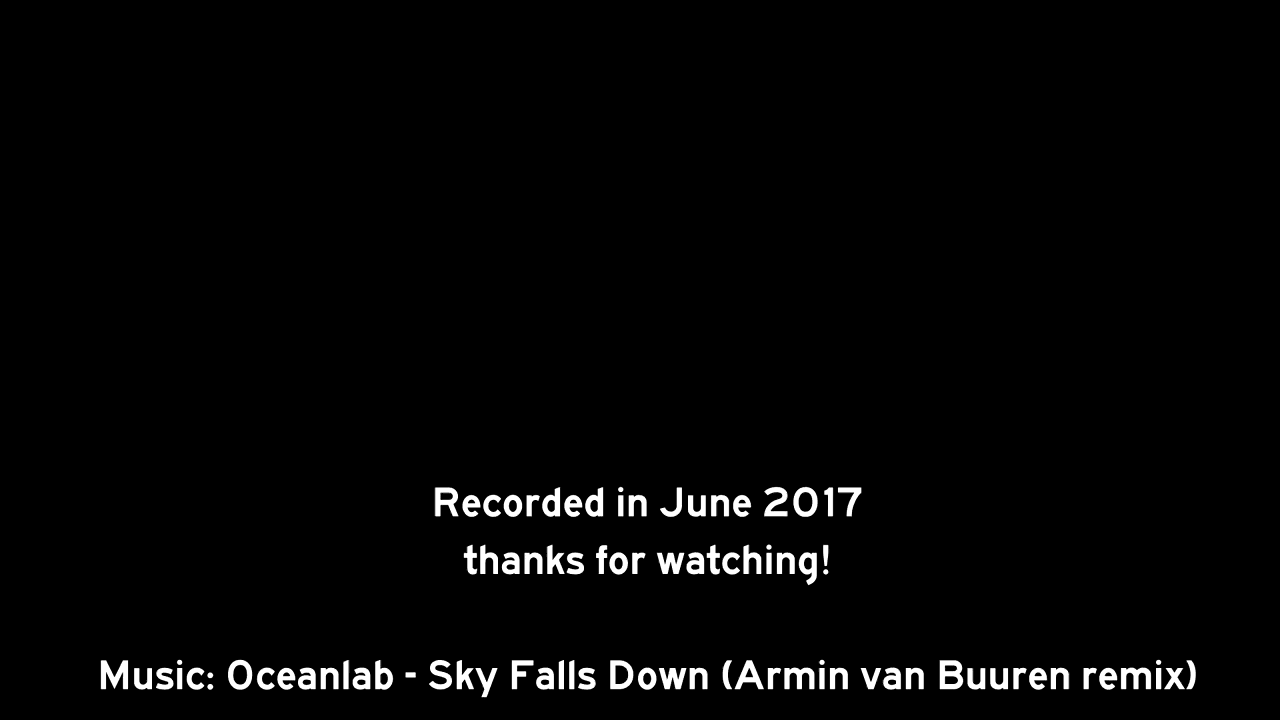 Recorded in June 2017
thanks for watching!
Music: Oceanlab - Sky Falls Down (Armin van Buuren remix)